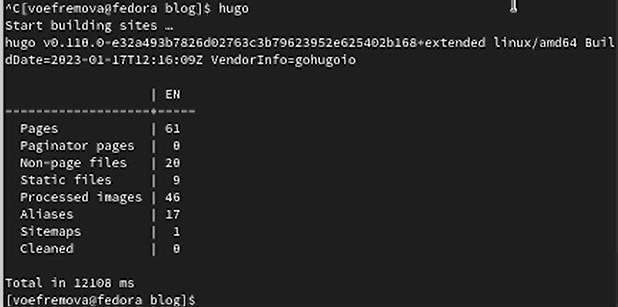 ^C[voefremova@fedora blog]$ hugo
Start building sites …
hugo v0.110.0-e32a493b7826d02763c3b79623952e625402b168+extended linux/amd64 Buil
dDate=2023-01-17T12:16:09Z VendorInfo=gohugoio
                   | EN
-------------------+-----
  Pages            | 61
  Paginator pages  |  0
  Non-page files   | 20
  Static files     |  9
  Processed images | 46
  Aliases          | 17
  Sitemaps         |  1
  Cleaned          |  0
Total in 12108 ms
[voefremova@fedora blog]$